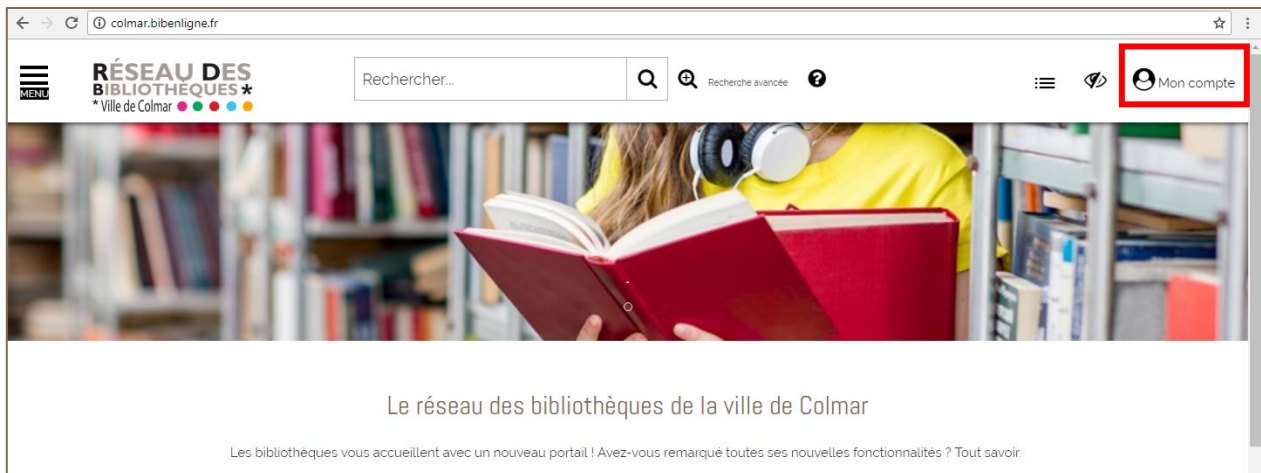 colmar.bibenligne.fr
MENU
RÉSEAU DES
BIBLIOTHEQUES *
* Ville de Colmar
Rechercher...
Recherche avancée
Mon compte
Le réseau des bibliothèques de la ville de Colmar
Les bibliothèques vous accueillent avec un nouveau portail ! Avez-vous remarqué toutes ses nouvelles fonctionnalités ? Tout savoir.